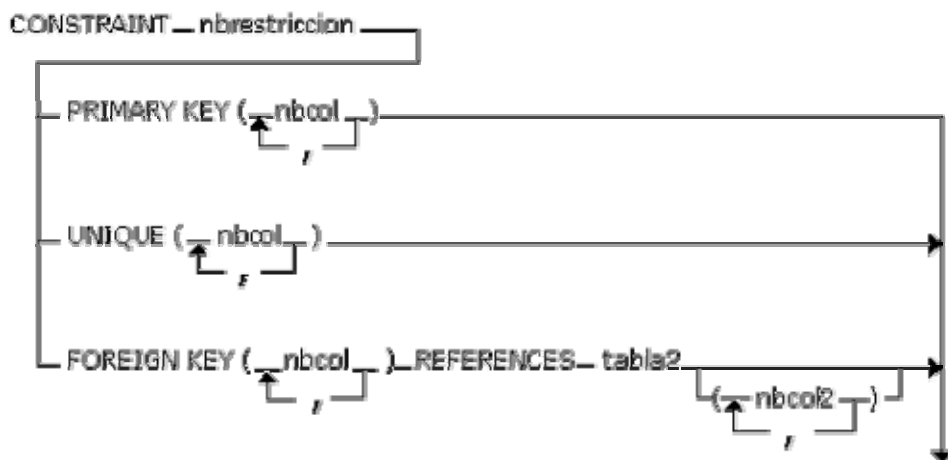 CONSTRAINT nbrestriccion
PRIMARY KEY ( nbcol )
,
UNIQUE ( nbcol )
,
FOREIGN KEY ( nbcol ) REFERENCES tabla2
( nbcol2 )
,
,